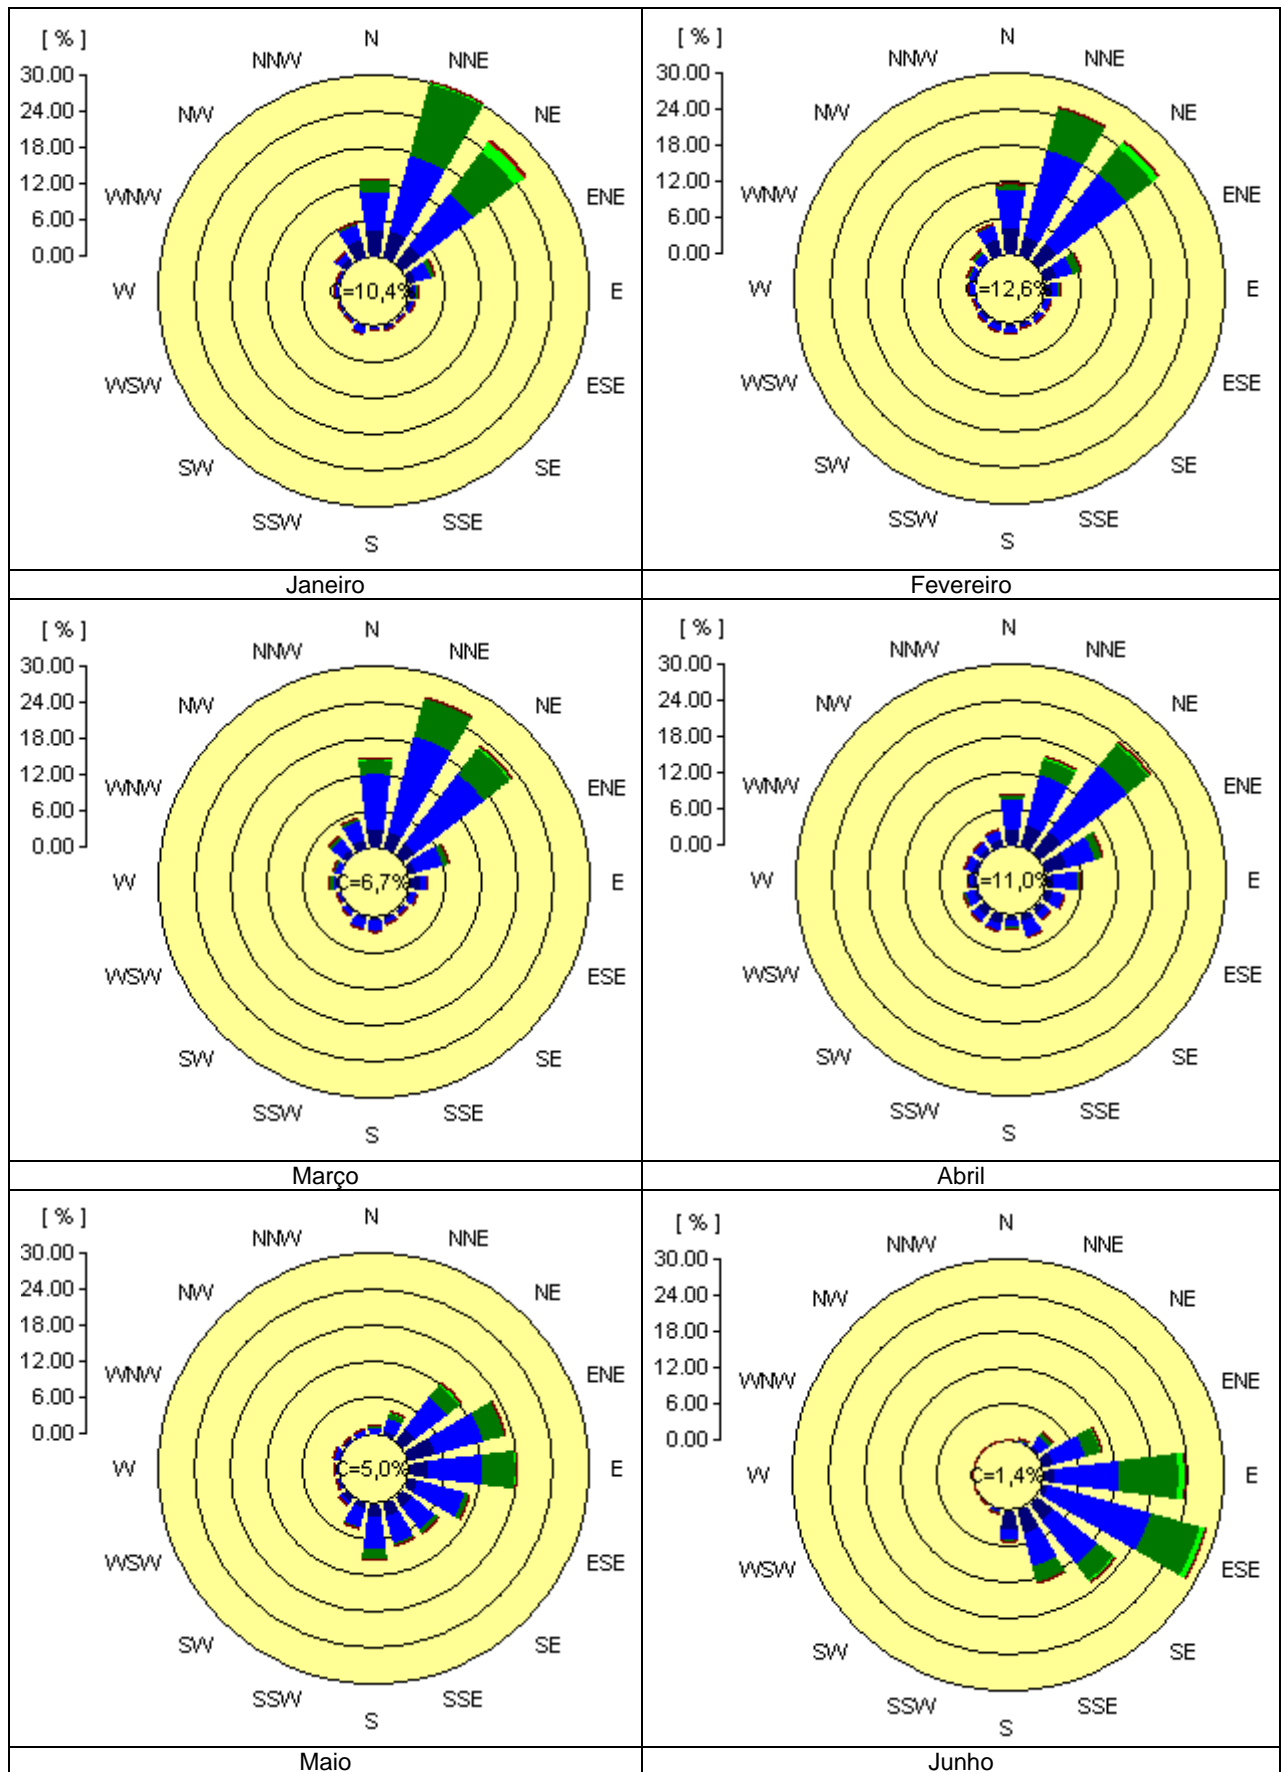 [ % ]
30.00
24.00
18.00
12.00
6.00
0.00
N
NNE
NE
ENE
E
ESE
SE
SSE
S
SSW
SW
WSW
W
WNW
NW
NNW
=10,4%
Janeiro
[ % ]
30.00
24.00
18.00
12.00
6.00
0.00
N
NNE
NE
ENE
E
ESE
SE
SSE
S
SSW
SW
WSW
W
WNW
NW
NNW
=12,6%
Fevereiro
[ % ]
30.00
24.00
18.00
12.00
6.00
0.00
N
NNE
NE
ENE
E
ESE
SE
SSE
S
SSW
SW
WSW
W
WNW
NW
NNW
C=6,7%
Março
[ % ]
30.00
24.00
18.00
12.00
6.00
0.00
N
NNE
NE
ENE
E
ESE
SE
SSE
S
SSW
SW
WSW
W
WNW
NW
NNW
=11,0%
Abril
[ % ]
30.00
24.00
18.00
12.00
6.00
0.00
N
NNE
NE
ENE
E
ESE
SE
SSE
S
SSW
SW
WSW
W
WNW
NW
NNW
C=5,0%
Maio
[ % ]
30.00
24.00
18.00
12.00
6.00
0.00
N
NNE
NE
ENE
E
ESE
SE
SSE
S
SSW
SW
WSW
W
WNW
NW
NNW
C=1,4%
Junho